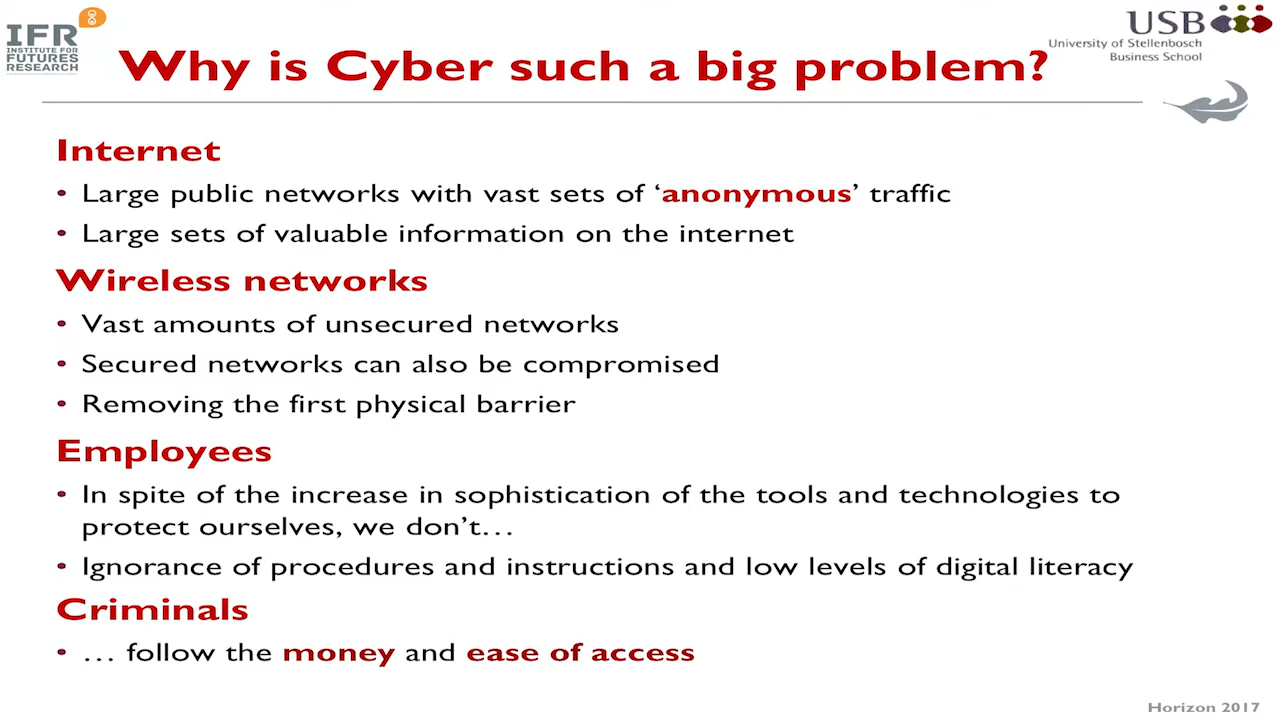 IFR
INSTITUTE FOR
FUTURES
RESEARCH
USB
University of Stellenbosch
Business School
Why is Cyber such a big problem?
Internet
• Large public networks with vast sets of ‘anonymous’ traffic
• Large sets of valuable information on the internet
Wireless networks
• Vast amounts of unsecured networks
• Secured networks can also be compromised
• Removing the first physical barrier
Employees
• In spite of the increase in sophistication of the tools and technologies to
protect ourselves, we don’t…
• Ignorance of procedures and instructions and low levels of digital literacy
Criminals
• … follow the money and ease of access
Horizon 2017